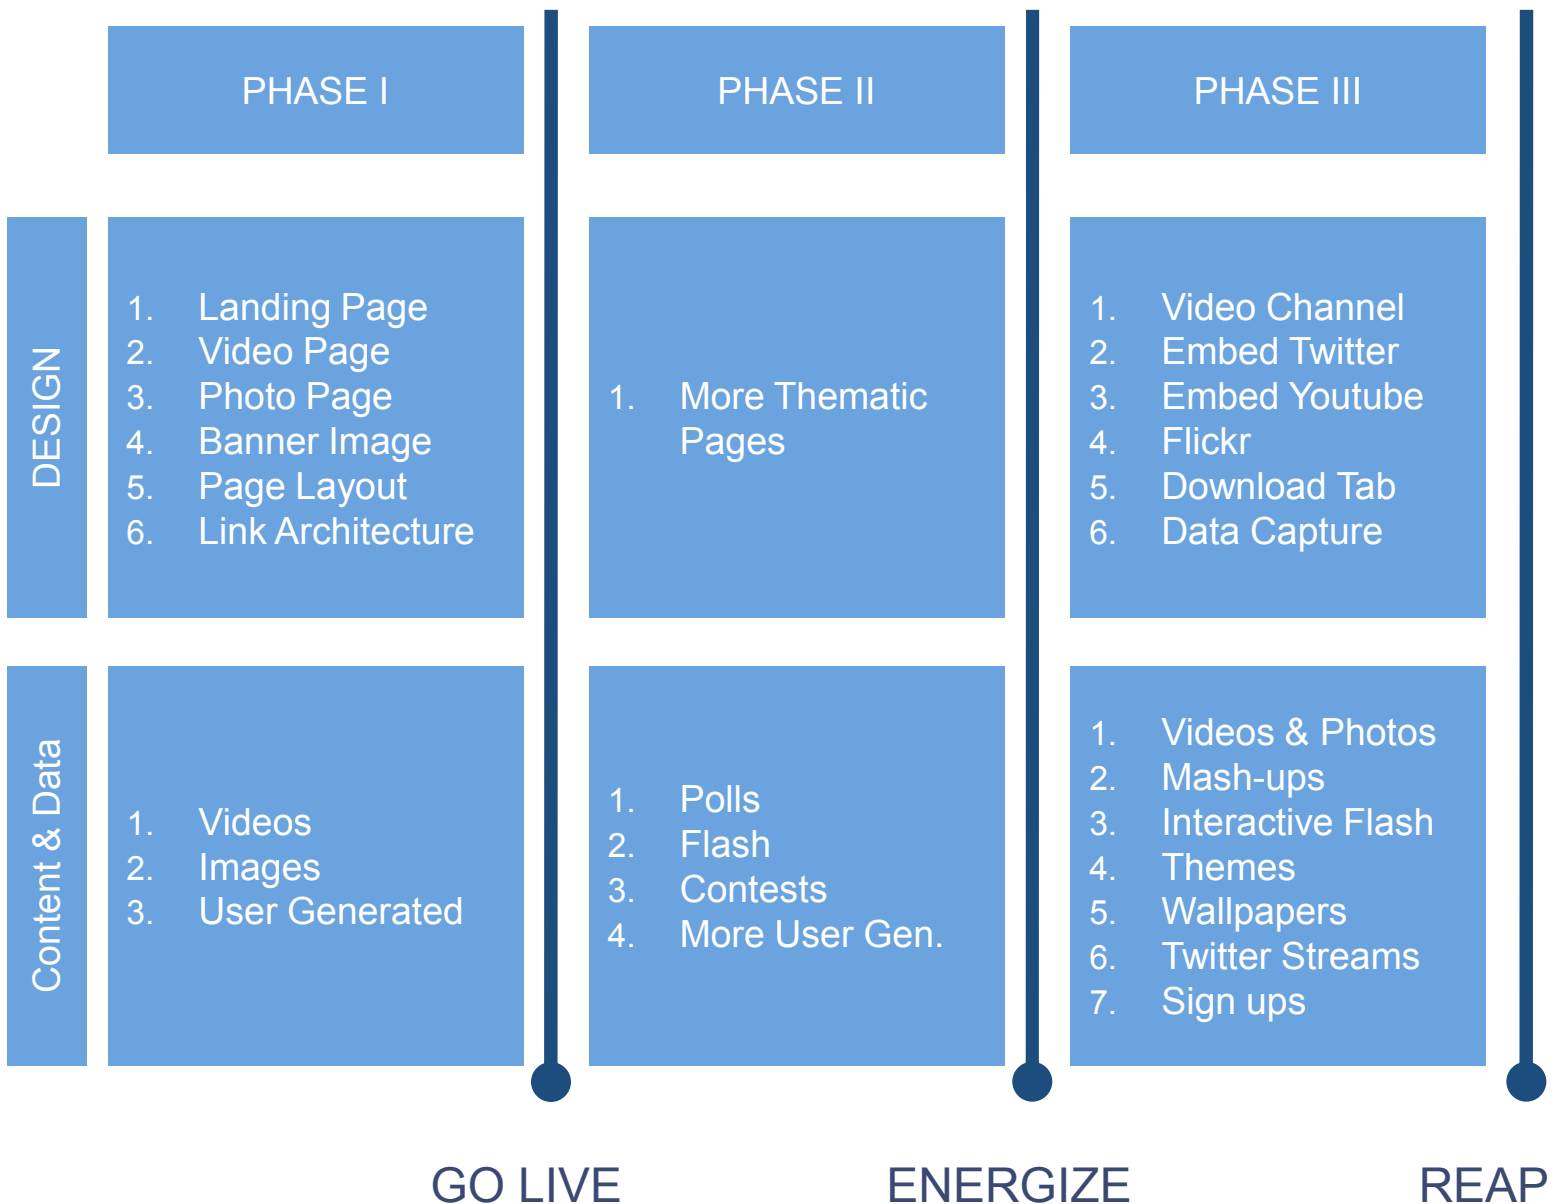 PHASE I
PHASE II
PHASE III
DESIGN
1. Landing Page
2. Video Page
3. Photo Page
4. Banner Image
5. Page Layout
6. Link Architecture
1. More Thematic
Pages
1. Video Channel
2. Embed Twitter
3. Embed Youtube
4. Flickr
5. Download Tab
6. Data Capture
Content & Data
1. Videos
2. Images
3. User Generated
1. Polls
2. Flash
3. Contests
4. More User Gen.
1. Videos & Photos
2. Mash-ups
3. Interactive Flash
4. Themes
5. Wallpapers
6. Twitter Streams
7. Sign ups
GO LIVE
ENERGIZE
REAP